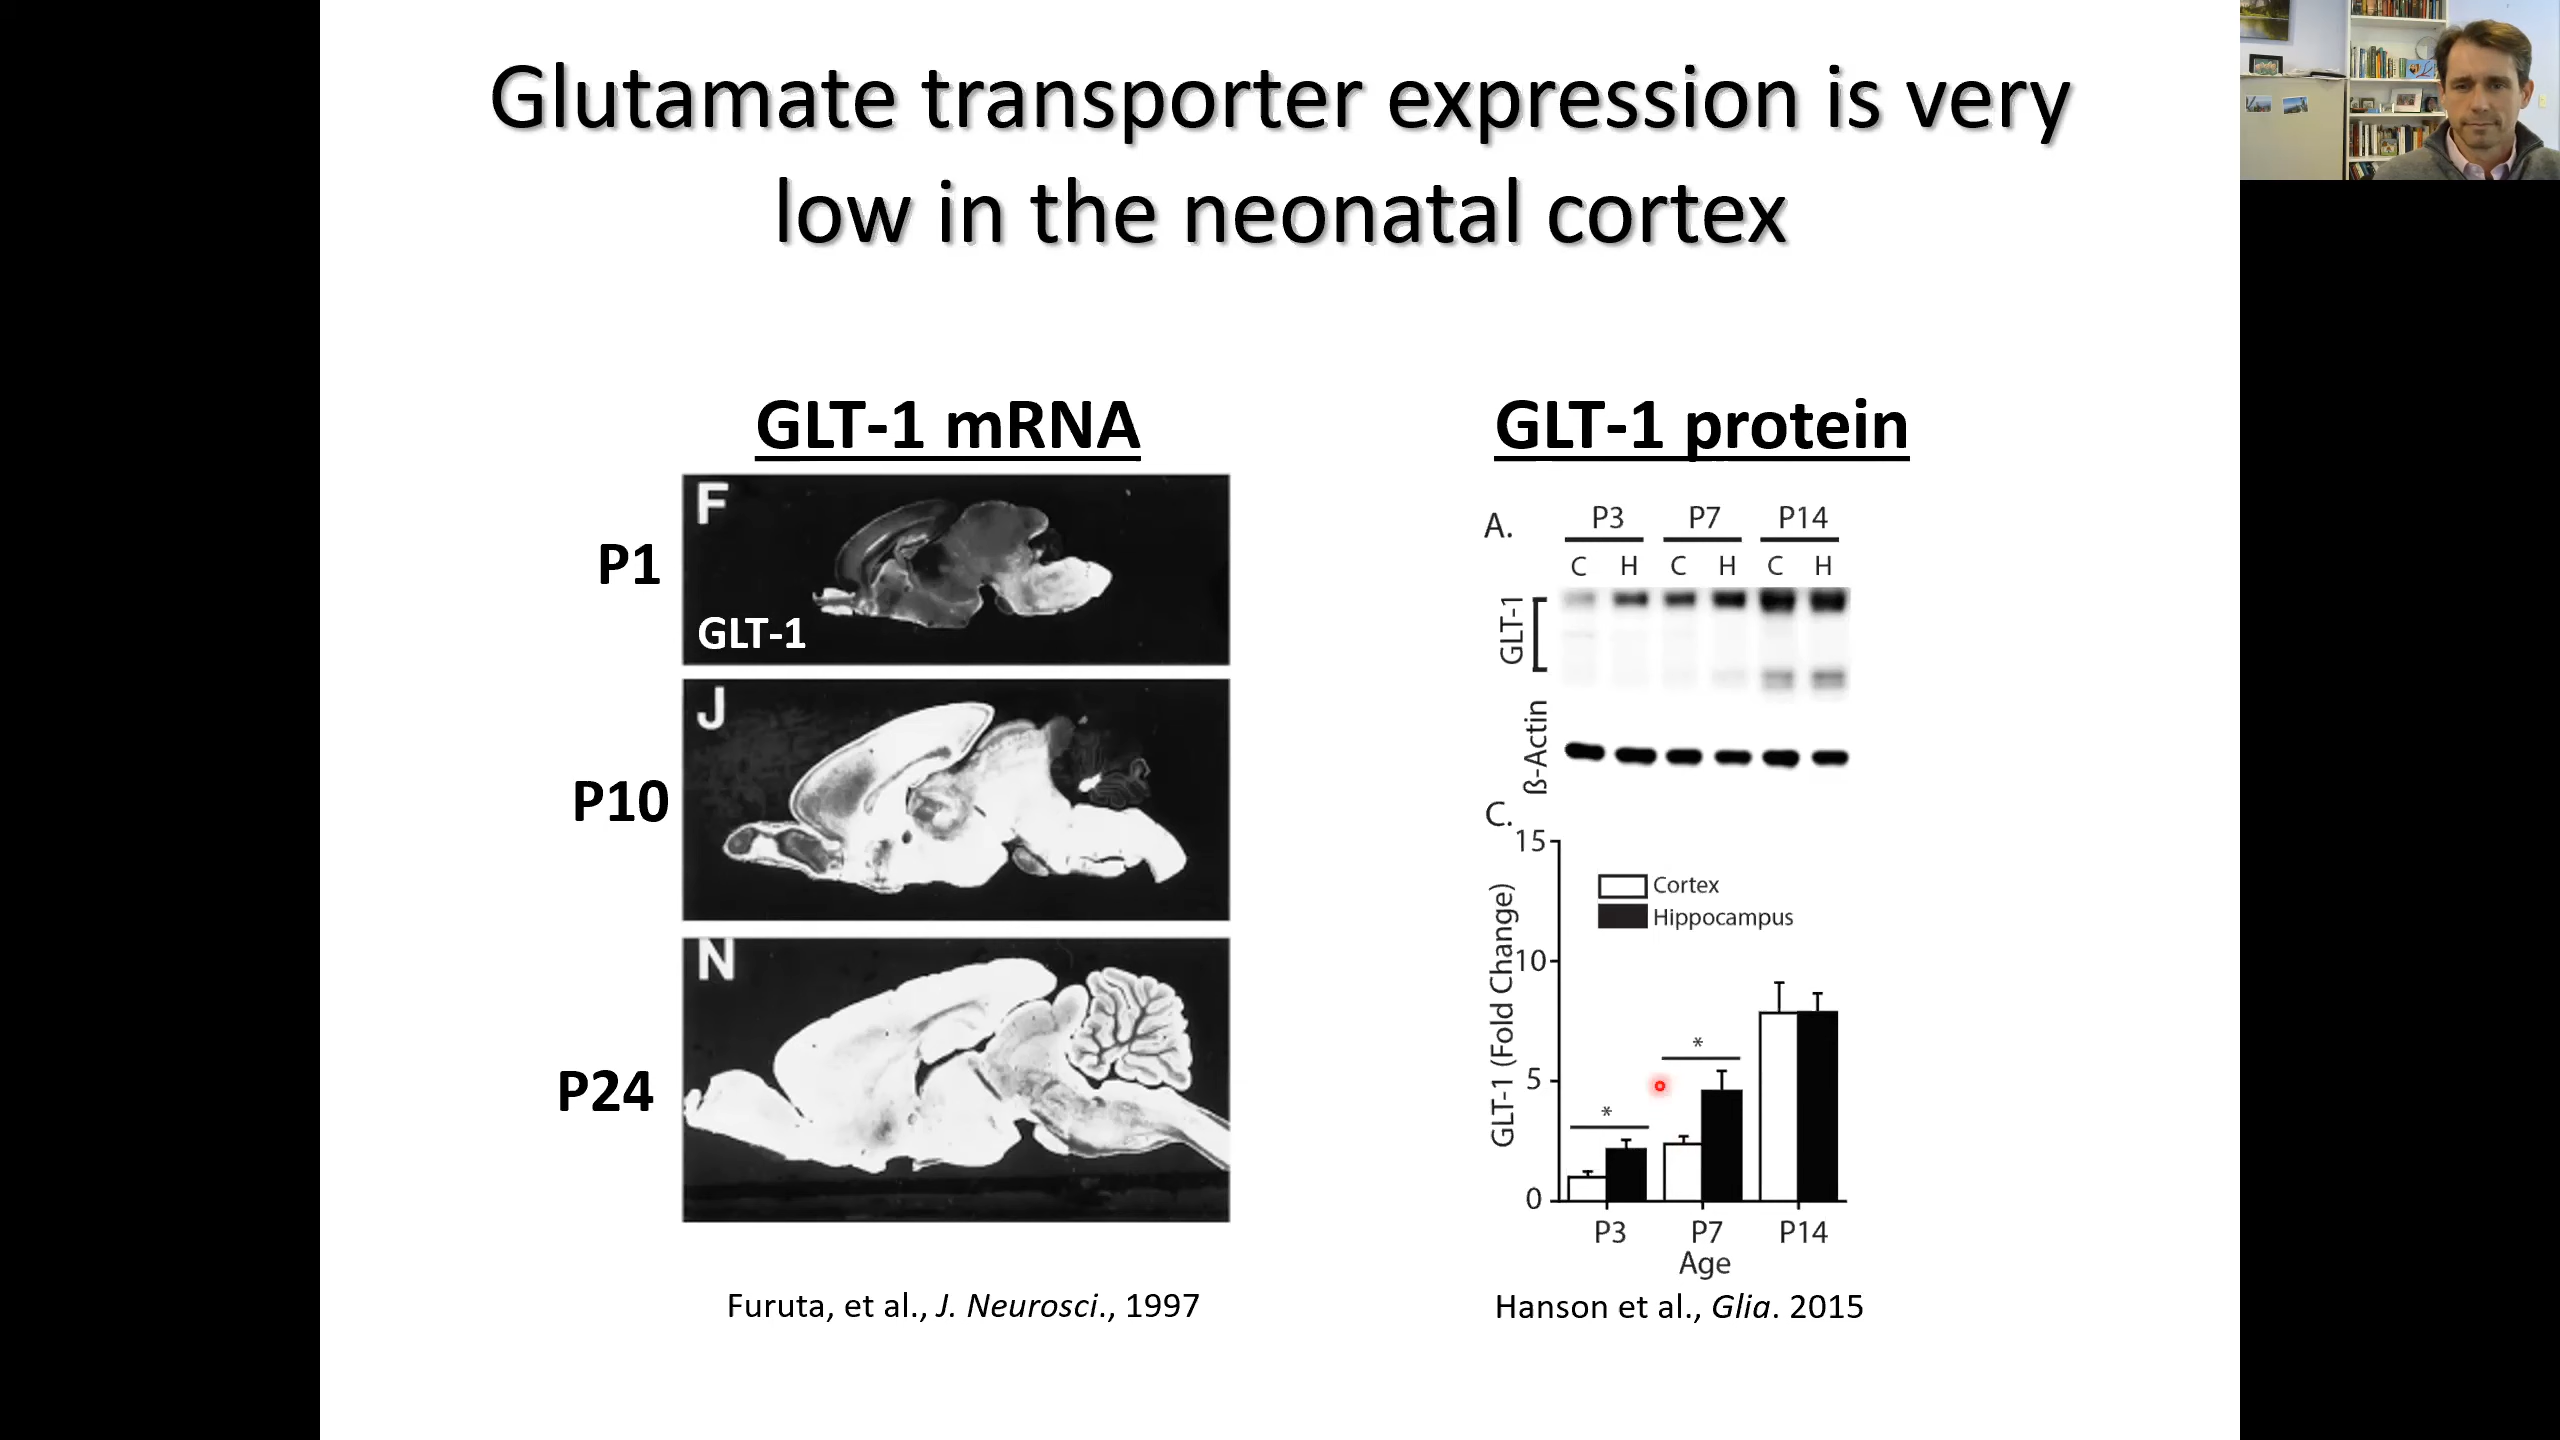 Glutamate transporter expression is very
low in the neonatal cortex
GLT-1 mRNA
P1
F
GLT-1
P10
J
P24
N
Furuta, et al., J. Neurosci., 1997
GLT-1 protein
A.
P3 P7 P14
C H C H C H
GLT-1
ß-Actin
C.
15
10
5
0
GLT-1 (Fold Change)
Cortex
Hippocampus
*
*
P3 P7 P14
Age
Hanson et al., Glia. 2015